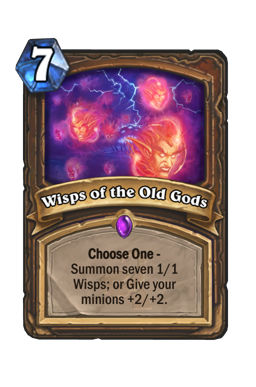 7
Wisps of the Old Gods
Choose One -
Summon seven 1/1
Wisps; or Give your
minions +2/+2.